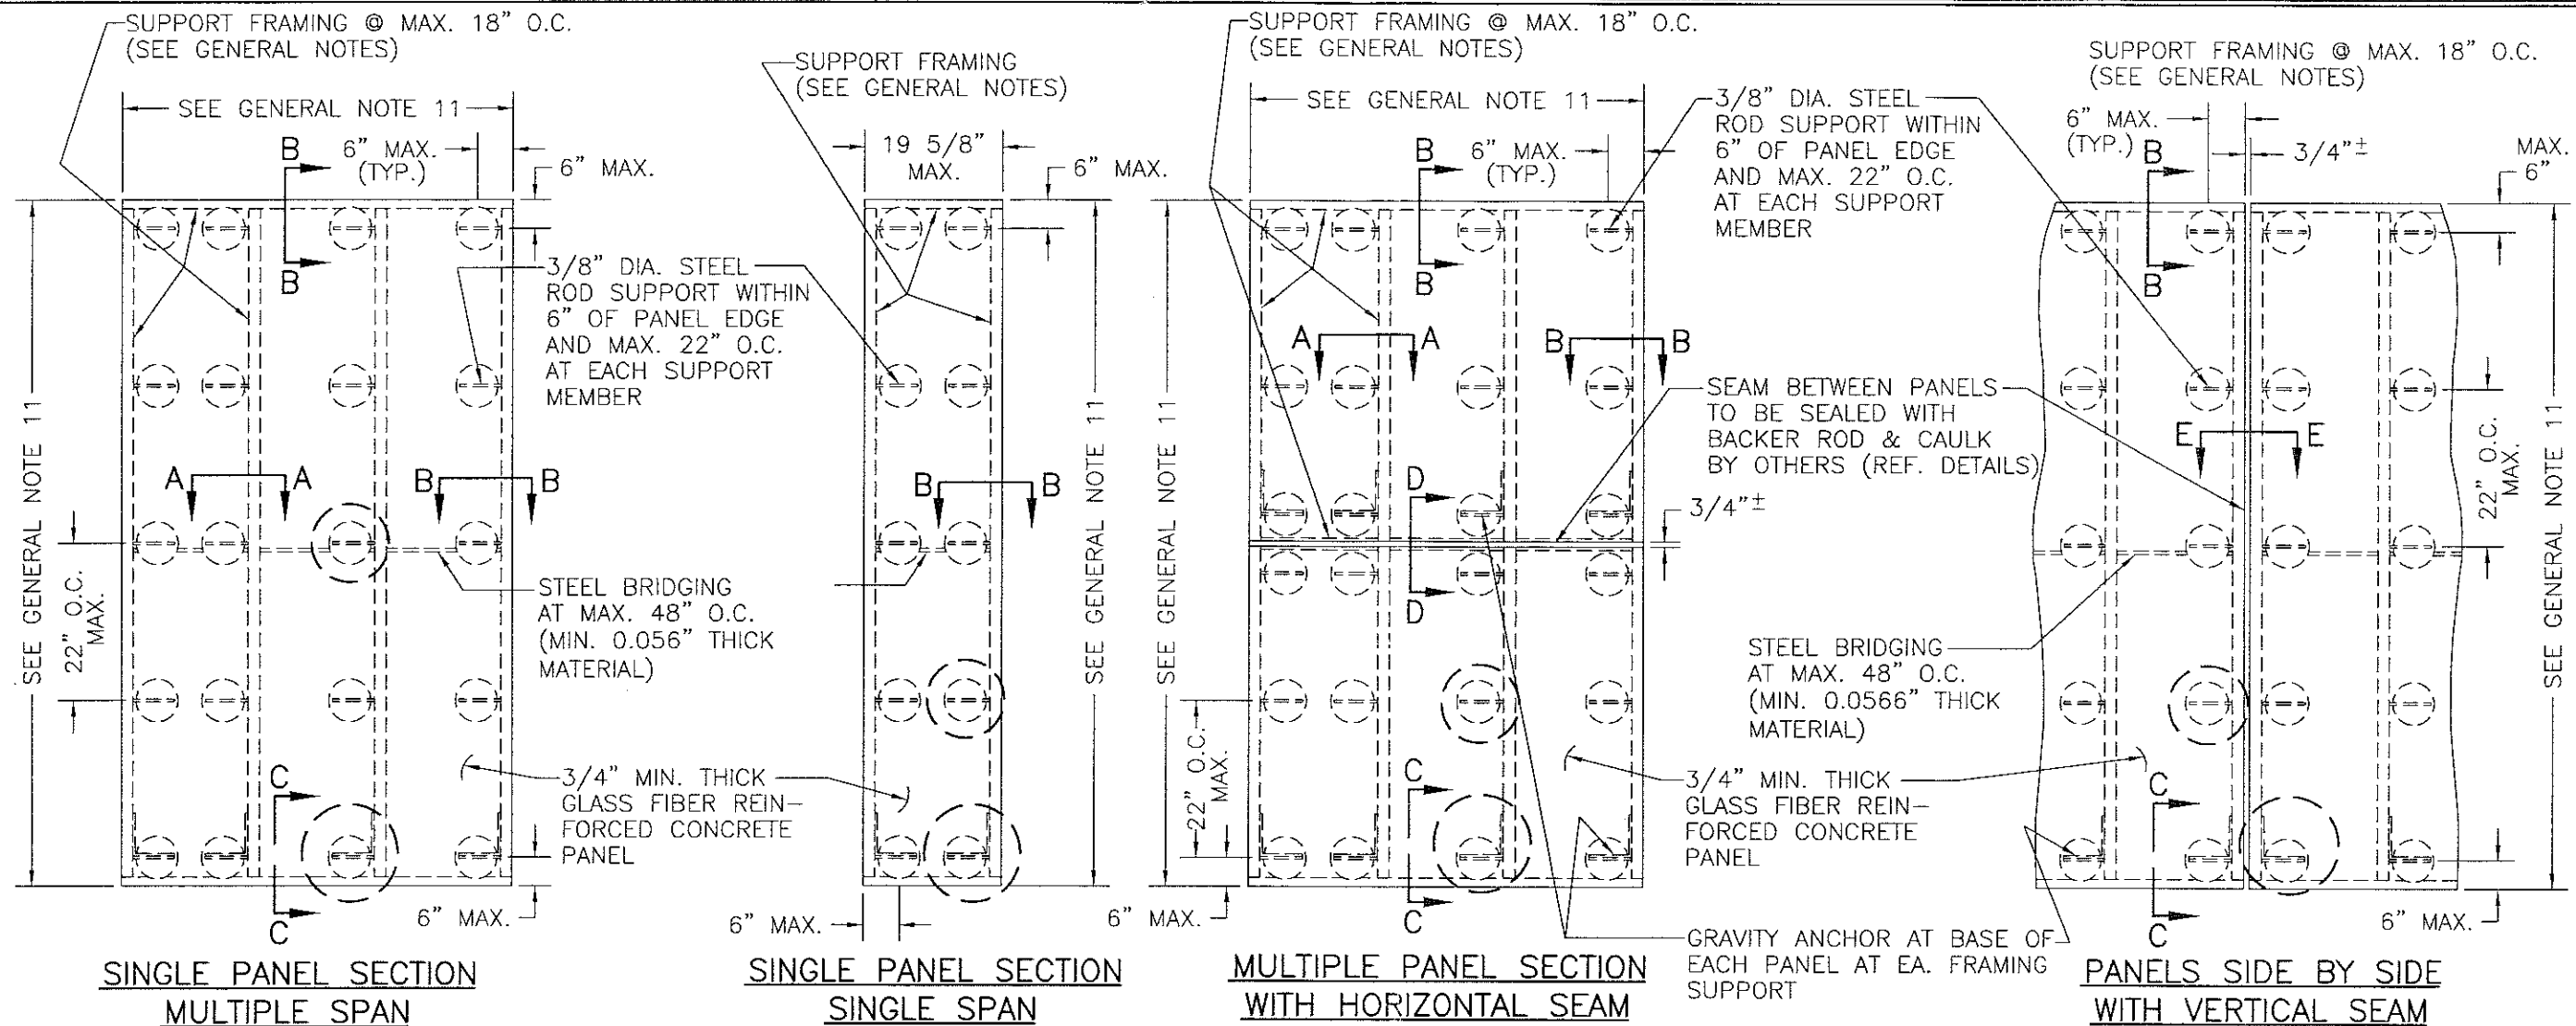 SUPPORT FRAMING @ MAX. 18" O.C.
(SEE GENERAL NOTES)
SEE GENERAL NOTE 11
B
6" MAX.
(TYP.)
6" MAX.
B
3/8" DIA. STEEL
ROD SUPPORT WITHIN
6" OF PANEL EDGE
AND MAX. 22" O.C.
AT EACH SUPPORT
MEMBER
SEE GENERAL NOTE 11
A
A
B
B
22" O.C.
MAX.
STEEL BRIDGING
AT MAX. 48" O.C.
(MIN. 0.056" THICK
MATERIAL)
C
3/4" MIN. THICK
GLASS FIBER REIN-
FORCED CONCRETE
PANEL
C
6" MAX.
SINGLE PANEL SECTION
MULTIPLE SPAN
SUPPORT FRAMING
(SEE GENERAL NOTES)
19 5/8"
MAX.
6" MAX.
B
B
SEE GENERAL NOTE 11
6" MAX.
SINGLE PANEL SECTION
SINGLE SPAN
SUPPORT FRAMING @ MAX. 18" O.C.
(SEE GENERAL NOTES)
SEE GENERAL NOTE 11
B
6" MAX.
(TYP.)
B
3/8" DIA. STEEL
ROD SUPPORT WITHIN
6" OF PANEL EDGE
AND MAX. 22" O.C.
AT EACH SUPPORT
MEMBER
A
A
B
B
SEE GENERAL NOTE 11
SEAM BETWEEN PANELS
TO BE SEALED WITH
BACKER ROD & CAULK
BY OTHERS (REF. DETAILS)
D
D
3/4"±
22" O.C.
MAX.
C
C
3/4" MIN. THICK
GLASS FIBER REIN-
FORCED CONCRETE
PANEL
6" MAX.
GRAVITY ANCHOR AT BASE OF
EACH PANEL AT EA. FRAMING
SUPPORT
MULTIPLE PANEL SECTION
WITH HORIZONTAL SEAM
SUPPORT FRAMING @ MAX. 18" O.C.
(SEE GENERAL NOTES)
6" MAX.
(TYP.)
B
3/4"±
MAX.
6"
B
E
E
22" O.C.
MAX.
SEE GENERAL NOTE 11
STEEL BRIDGING
AT MAX. 48" O.C.
(MIN. 0.0566" THICK
MATERIAL)
C
C
6" MAX.
PANELS SIDE BY SIDE
WITH VERTICAL SEAM